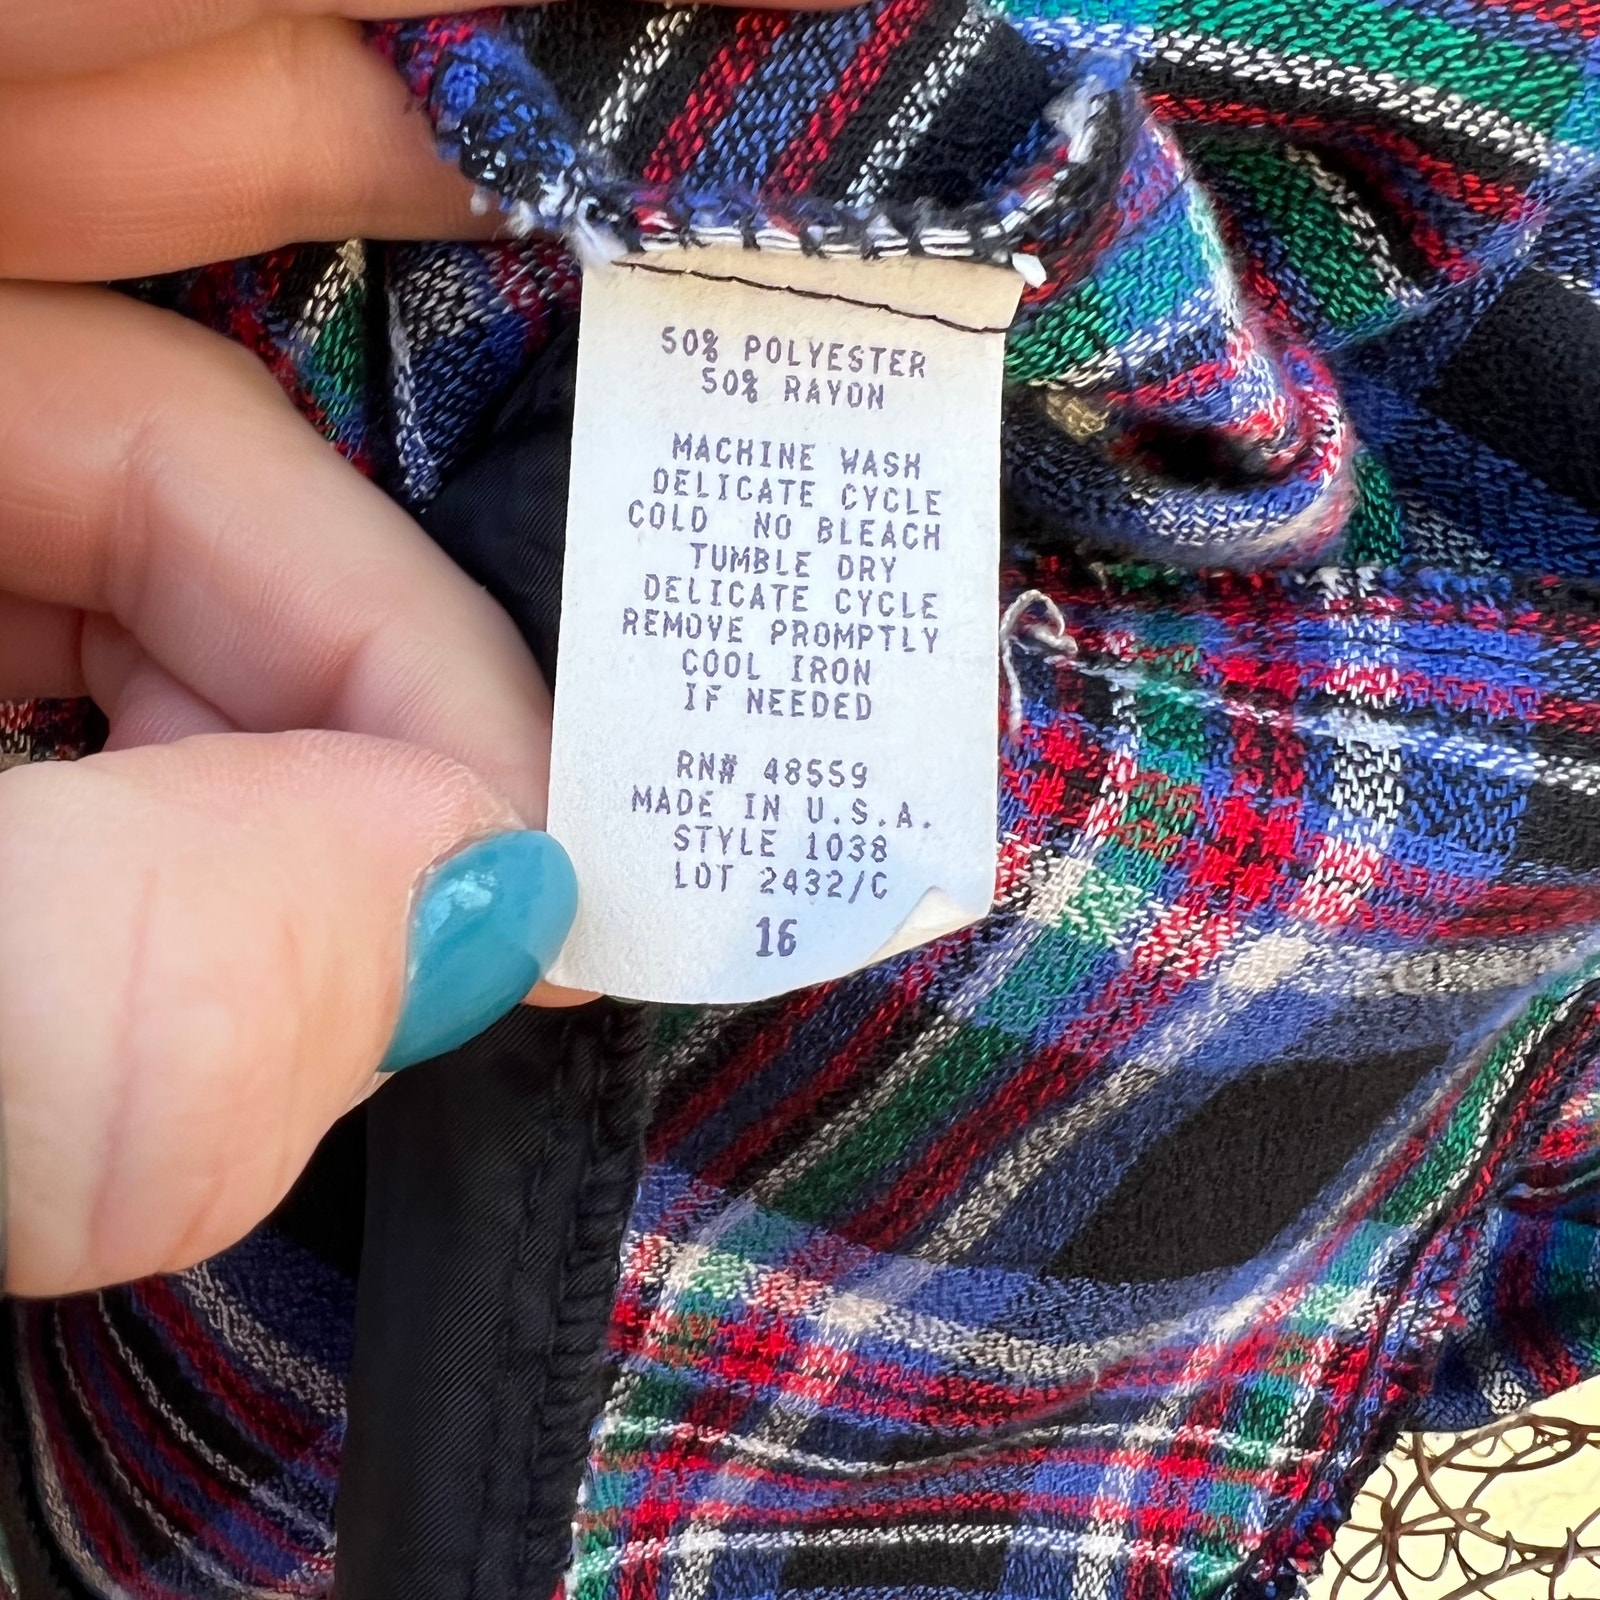 50% POLYESTER
50% RAYON
MACHINE WASH
DELICATE CYCLE
COLD NO BLEACH
TUMBLE DRY
DELICATE CYCLE
REMOVE PROMPTLY
COOL IRON
IF NEEDED
RN# 48559
MADE IN U.S.A.
STYLE 1038
LOT 2432/C
16